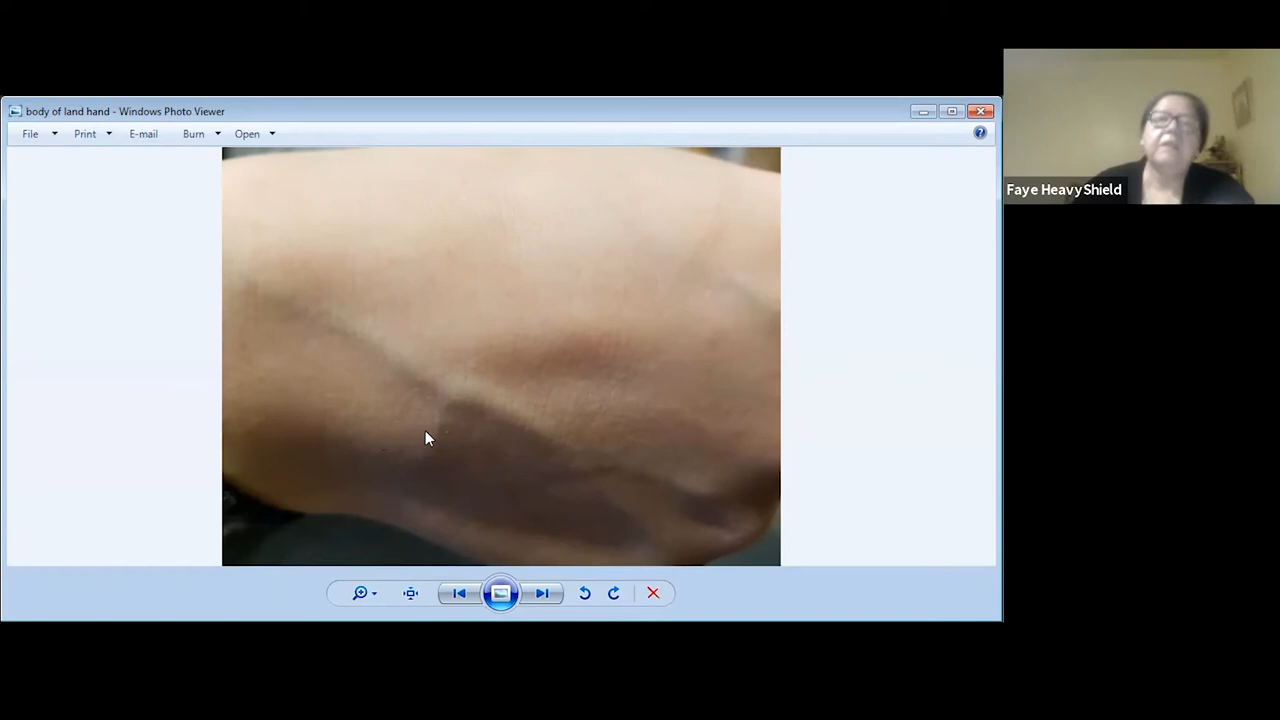 body of land hand - Windows Photo Viewer
File Print E-mail Burn Open
Faye HeavyShield